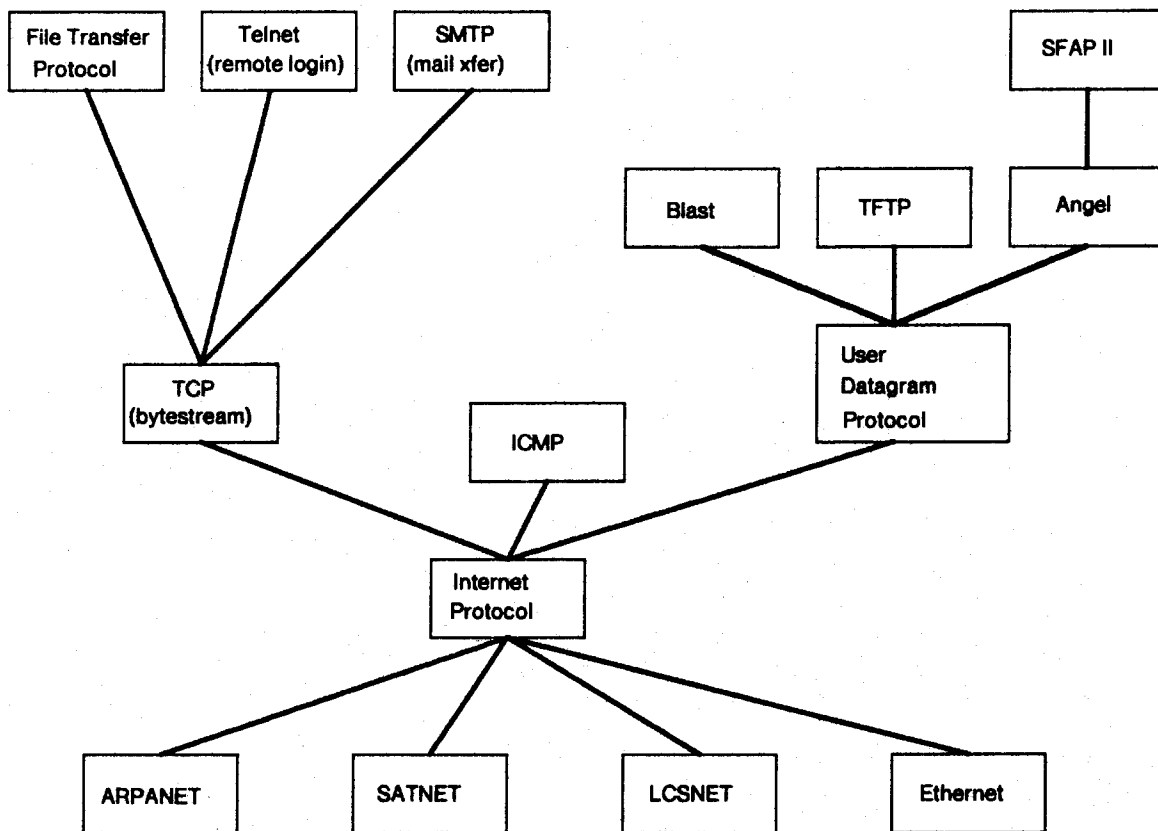 File Transfer
Protocol
Telnet
(remote login)
SMTP
(mail xfer)
SFAP II
Blast
TFTP
Angel
TCP
(bytestream)
ICMP
User
Datagram
Protocol
Internet
Protocol
ARPANET
SATNET
LCSNET
Ethernet